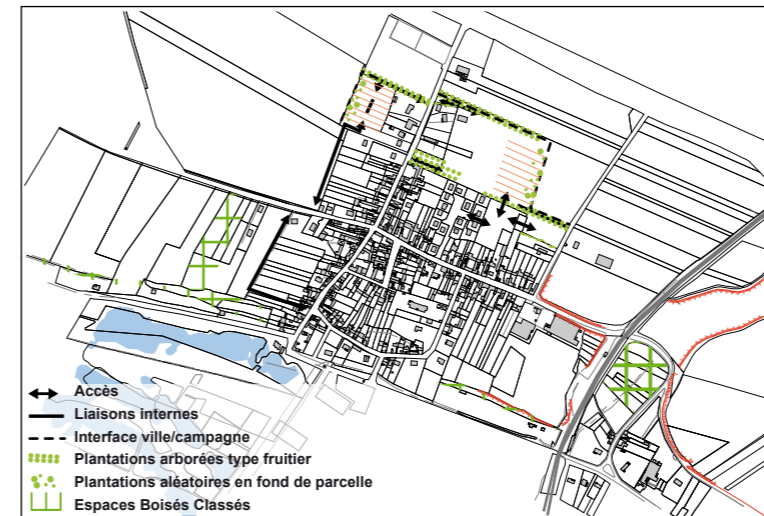 Accès
Liaisons internes
Interface ville/campagne
Plantations arborées type fruitier
Plantations aléatoires en fond de parcelle
Espaces Boisés Classés